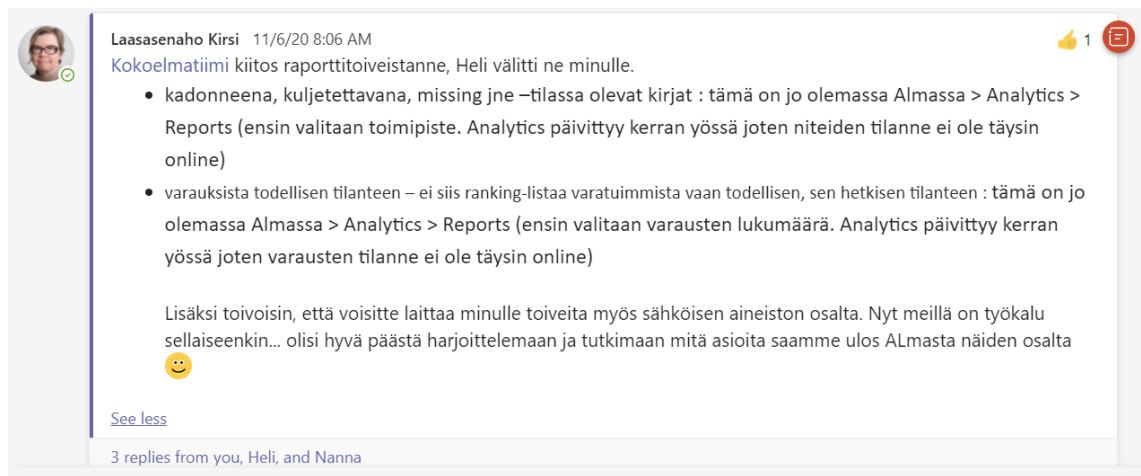 Laasasenaho Kirsi 11/6/20 8:06 AM
1
Kokoelmatiimi kiitos raporttitoiveistanne, Heli välitti ne minulle.
• kadonneena, kuljetettavana, missing jne –tilassa olevat kirjat : tämä on jo olemassa Almassa > Analytics >
Reports (ensin valitaan toimipiste. Analytics päivittyy kerran yössä joten niteiden tilanne ei ole täysin
online)
• varauksista todellisen tilanteen – ei siis ranking-listaa varatuimmista vaan todellisen, sen hetkisen tilanteen : tämä on jo
olemassa Almassa > Analytics > Reports (ensin valitaan varausten lukumäärä. Analytics päivittyy kerran
yössä joten varausten tilanne ei ole täysin online)
Lisäksi toivoisin, että voisitte laittaa minulle toiveita myös sähköisen aineiston osalta. Nyt meillä on työkalu
sellaiseenkin... olisi hyvä päästä harjoittelemaan ja tutkimaan mitä asioita saamme ulos ALmasta näiden osalta
See less
3 replies from you, Heli, and Nanna